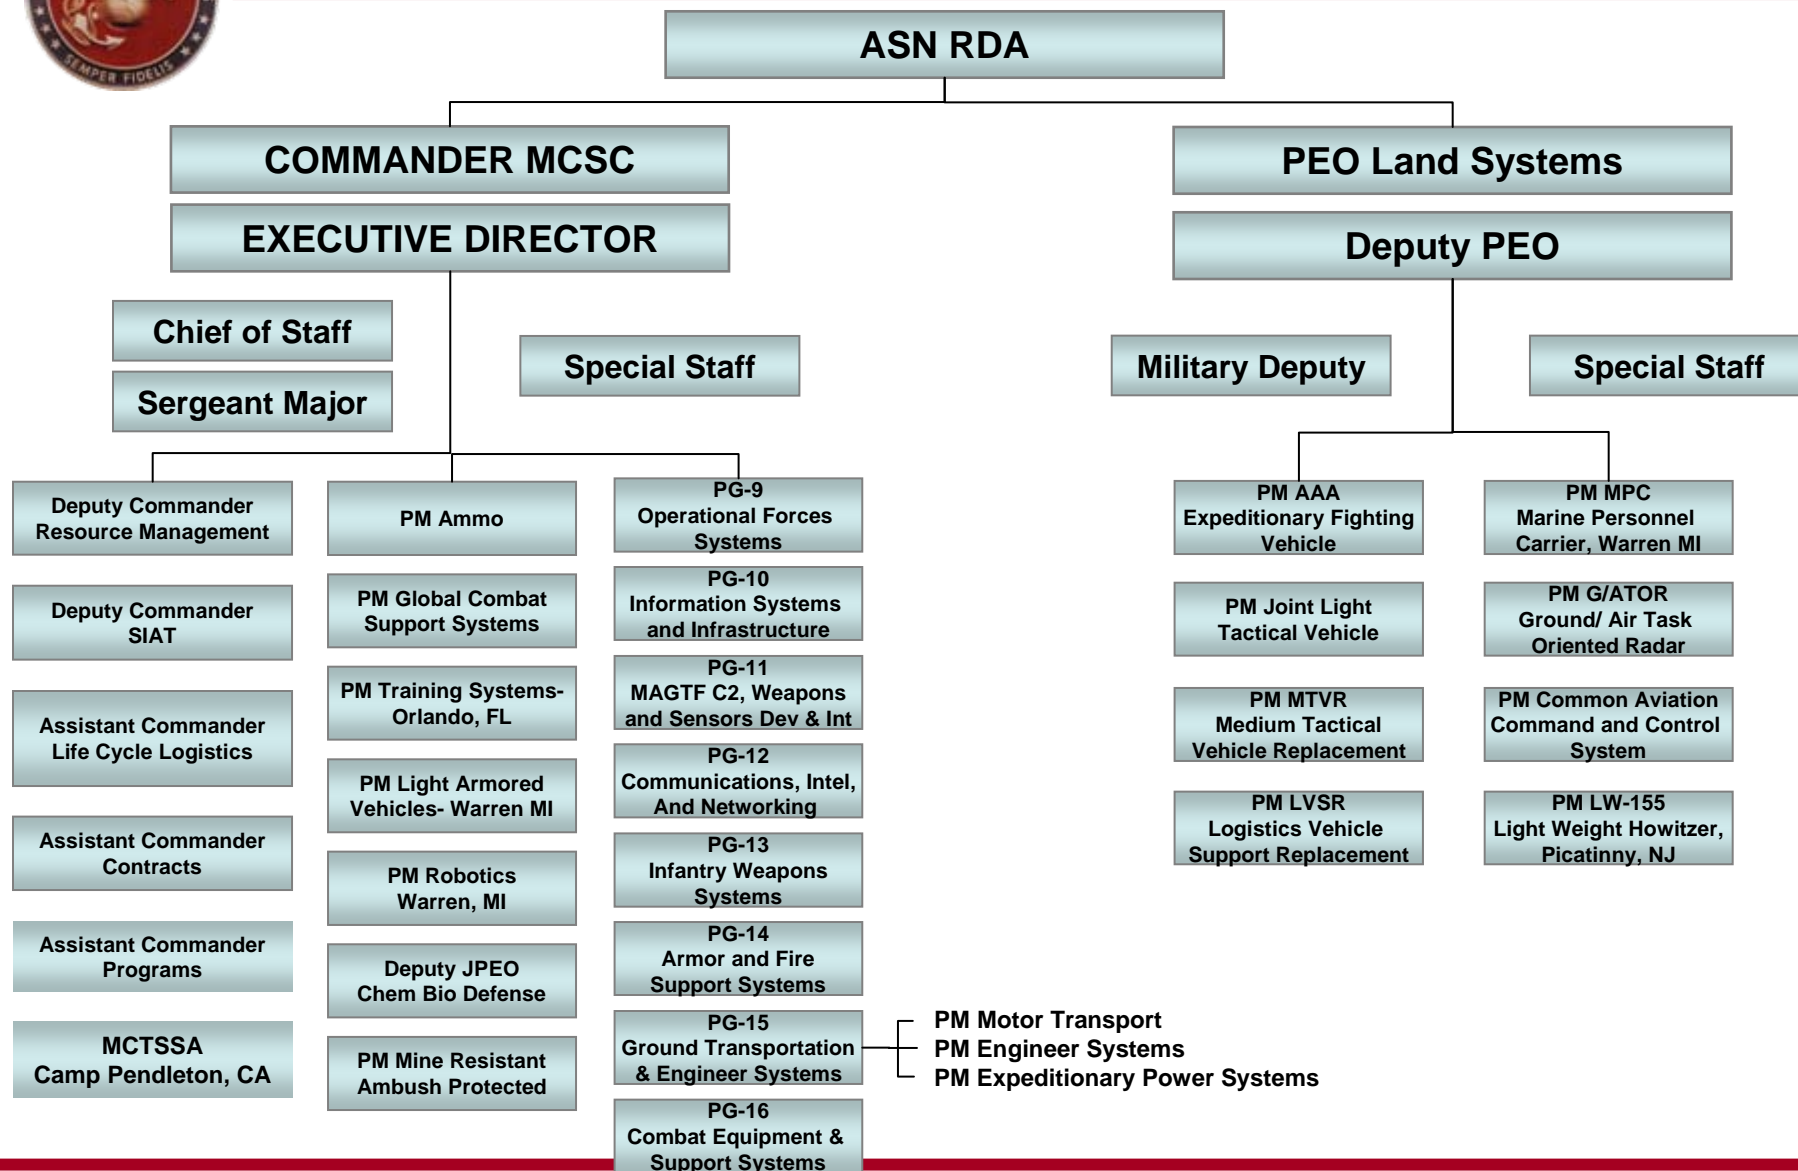 SEMPER FIDELIS
ASN RDA
COMMANDER MCSC
EXECUTIVE DIRECTOR
Chief of Staff
Sergeant Major
Special Staff
PEO Land Systems
Deputy PEO
Military Deputy
Special Staff
Deputy Commander
Resource Management
Deputy Commander
SIAT
Assistant Commander
Life Cycle Logistics
Assistant Commander
Contracts
Assistant Commander
Programs
MCTSSA
Camp Pendleton, CA
PM Ammo
PM Global Combat
Support Systems
PM Training Systems-
Orlando, FL
PM Light Armored
Vehicles- Warren MI
PM Robotics
Warren, MI
Deputy JPEO
Chem Bio Defense
PM Mine Resistant
Ambush Protected
PG-9
Operational Forces
Systems
PG-10
Information Systems
and Infrastructure
PG-11
MAGTF C2, Weapons
and Sensors Dev & Int
PG-12
Communications, Intel,
And Networking
PG-13
Infantry Weapons
Systems
PG-14
Armor and Fire
Support Systems
PG-15
Ground Transportation
& Engineer Systems
PG-16
Combat Equipment &
Support Systems
PM Motor Transport
PM Engineer Systems
PM Expeditionary Power Systems
PM AAA
Expeditionary Fighting
Vehicle
PM Joint Light
Tactical Vehicle
PM MTVR
Medium Tactical
Vehicle Replacement
PM LVSR
Logistics Vehicle
Support Replacement
PM MPC
Marine Personnel
Carrier, Warren MI
PM G/ATOR
Ground/ Air Task
Oriented Radar
PM Common Aviation
Command and Control
System
PM LW-155
Light Weight Howitzer,
Picatinny, NJ